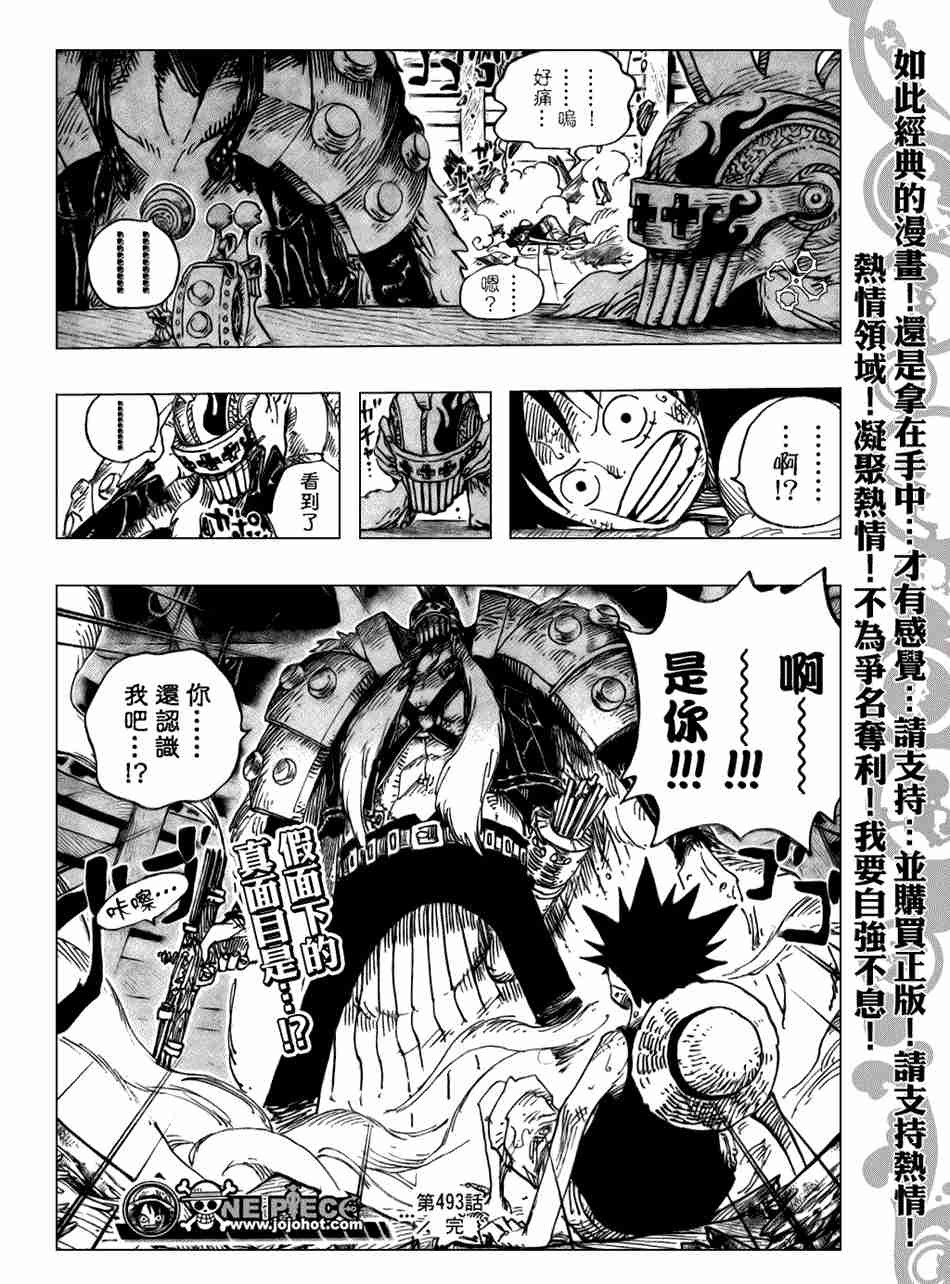 如此經典的漫畫！還是拿在手中…才有感覺…請支持…並購買正版！請支持熱情！
熱情領域！凝聚熱情！不為爭名奪利！我要自強不息！
……！
……嗚
好痛…
……
嗯？
……
啊
!?
看到了
啊
～～～～!!!
是你!!!
你……
還認識
我吧…
!?
假面下的
真面目是…!?
咔嚓…
ONE PIECE
www.jojohot.com
… 第493話 …
完